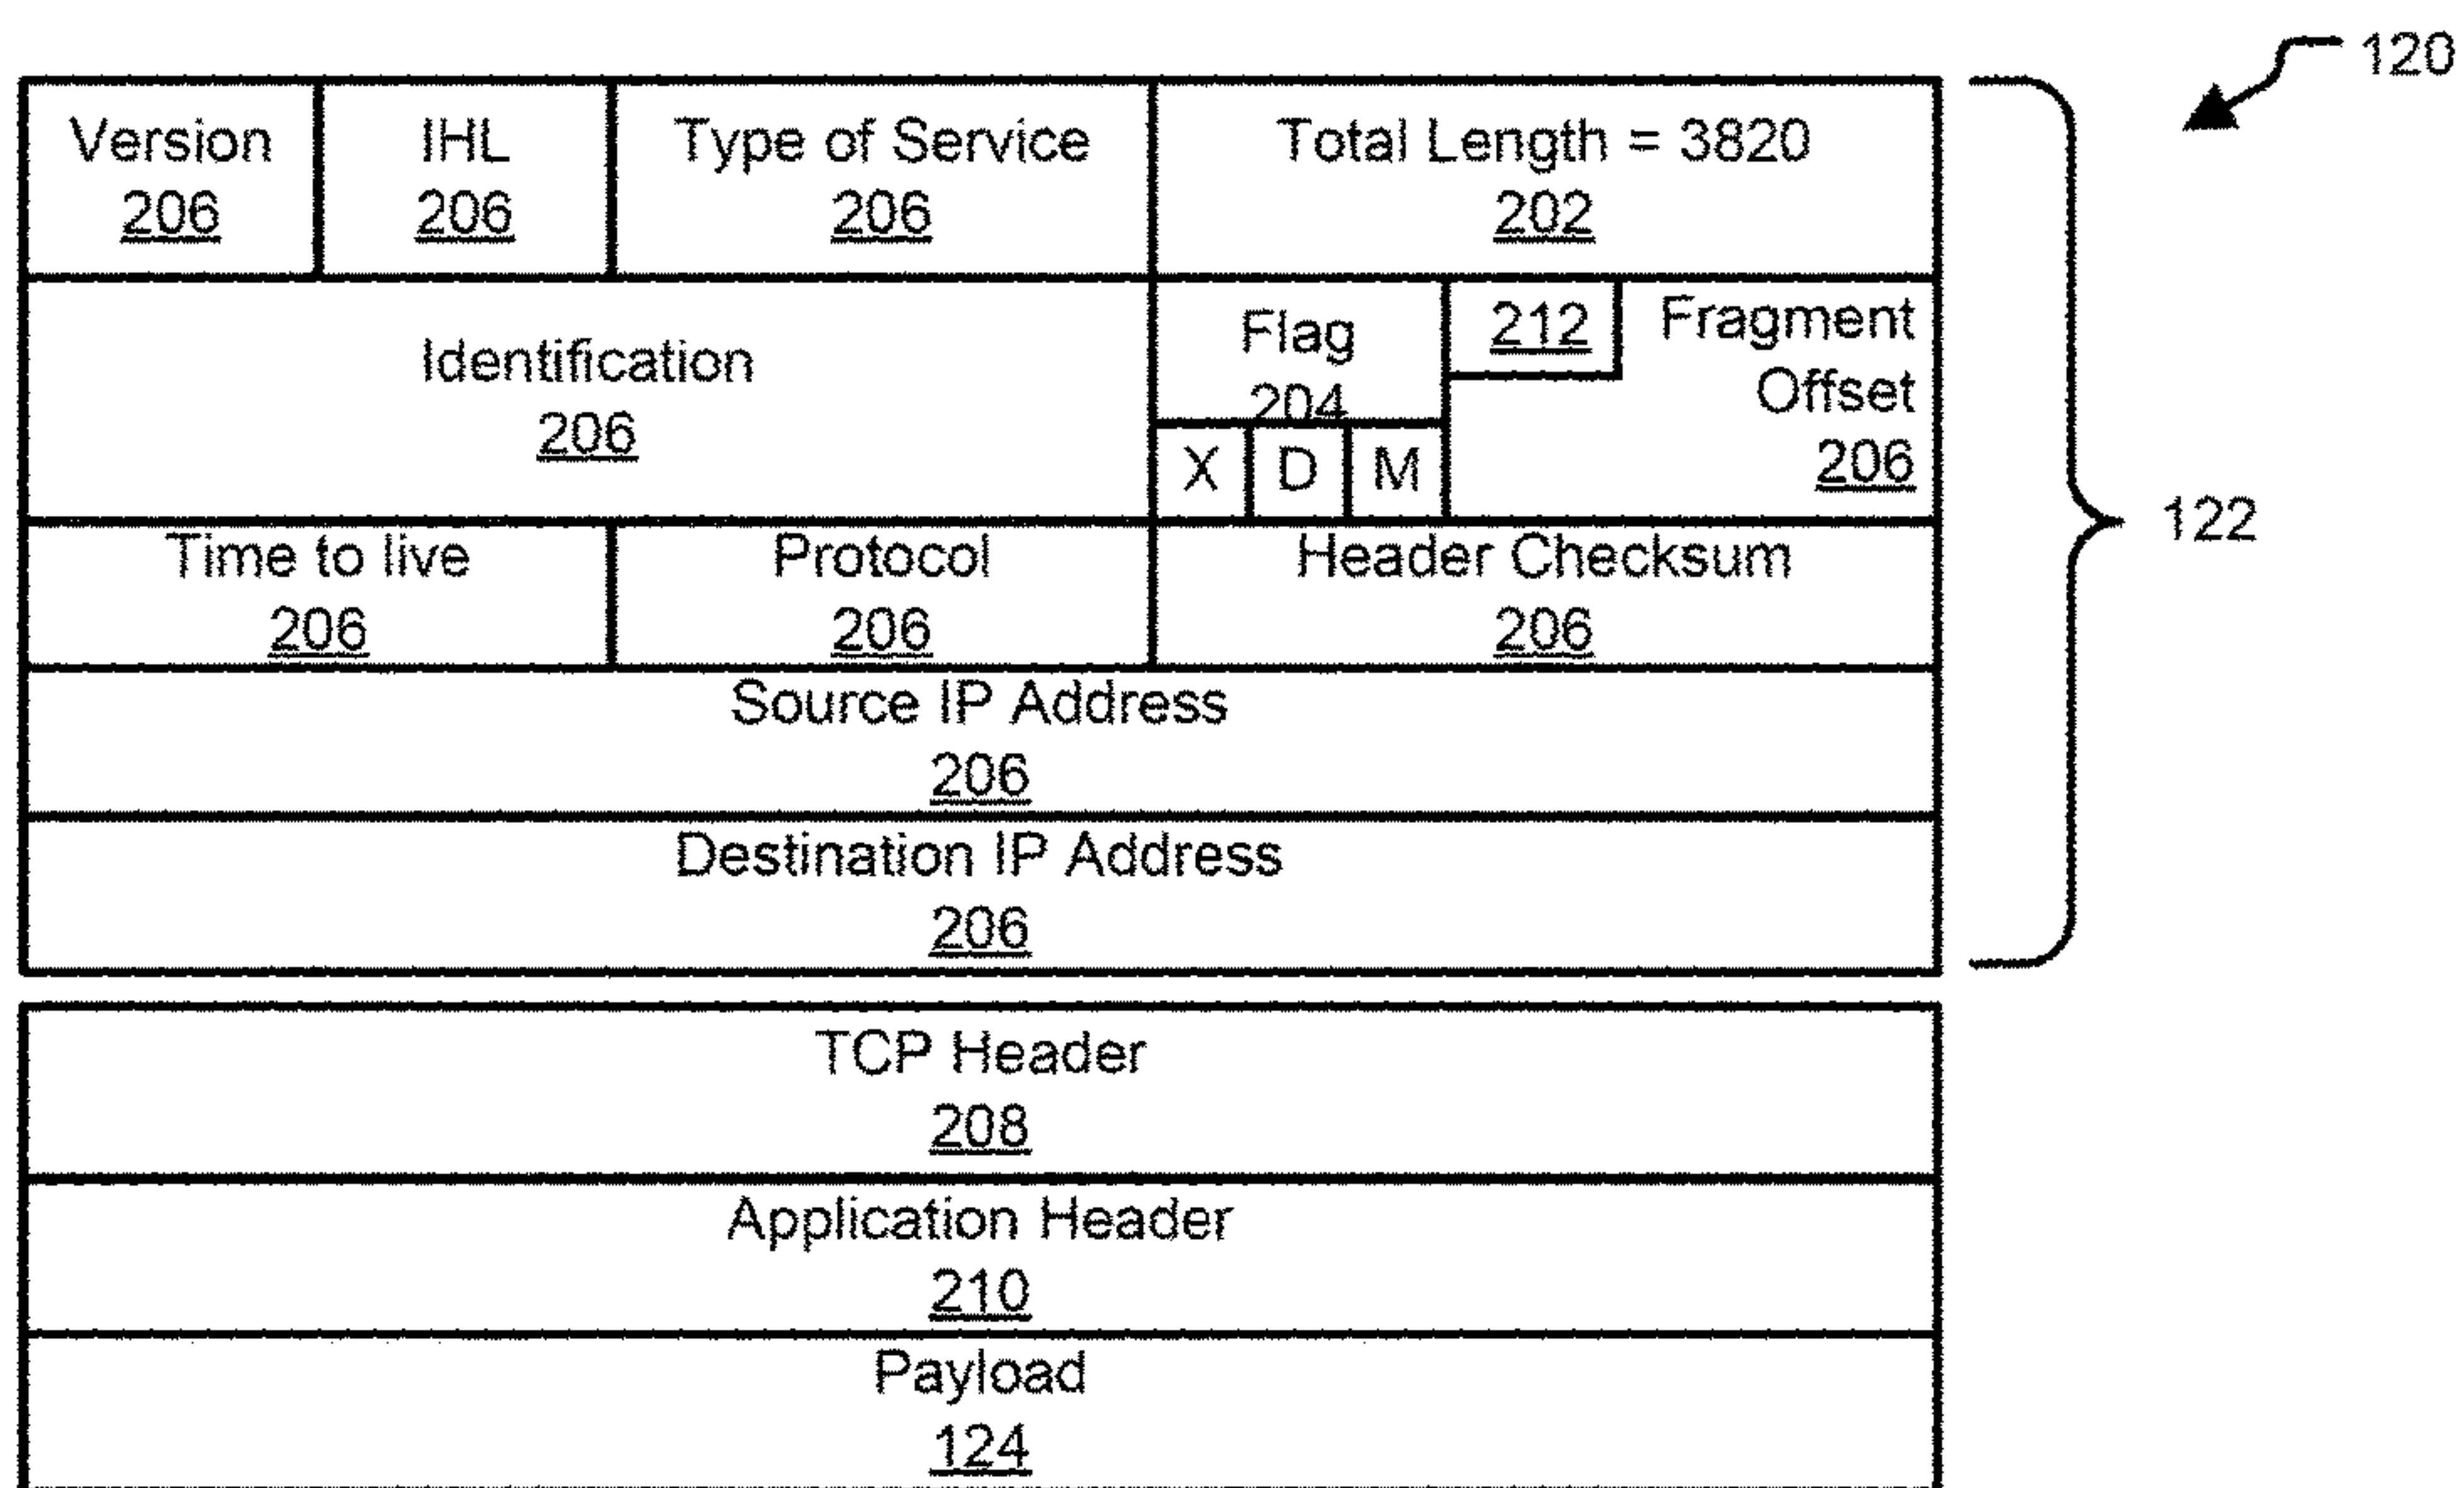 120
Version
206
IHL
206
Type of Service
206
Total Length = 3820
202
Identification
206
Flag
204
X D M
212
Fragment
Offset
206
Time to live
206
Protocol
206
Header Checksum
206
Source IP Address
206
Destination IP Address
206
122
TCP Header
208
Application Header
210
Payload
124